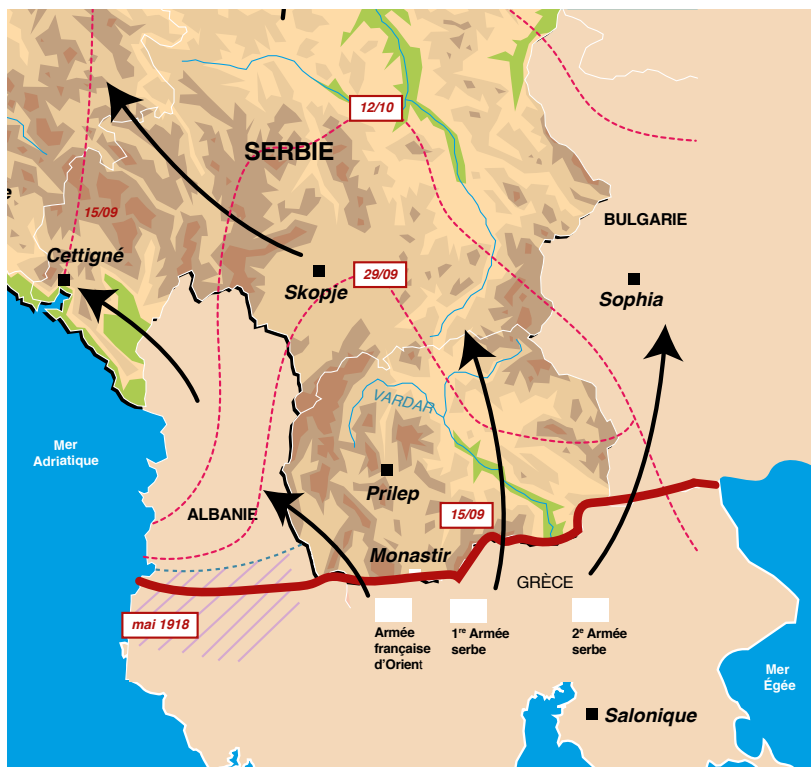 12/10
SERBIE
e
15/09
BULGARIE
Cettigné
29/09
Skopje
Sophia
VARDAR
Mer
Adriatique
Prilep
ALBANIE
15/09
Monastir
GRÈCE
mai 1918
Armée
française
d'Orient
1re Armée
serbe
2e Armée
serbe
Mer
Égée
Salonique